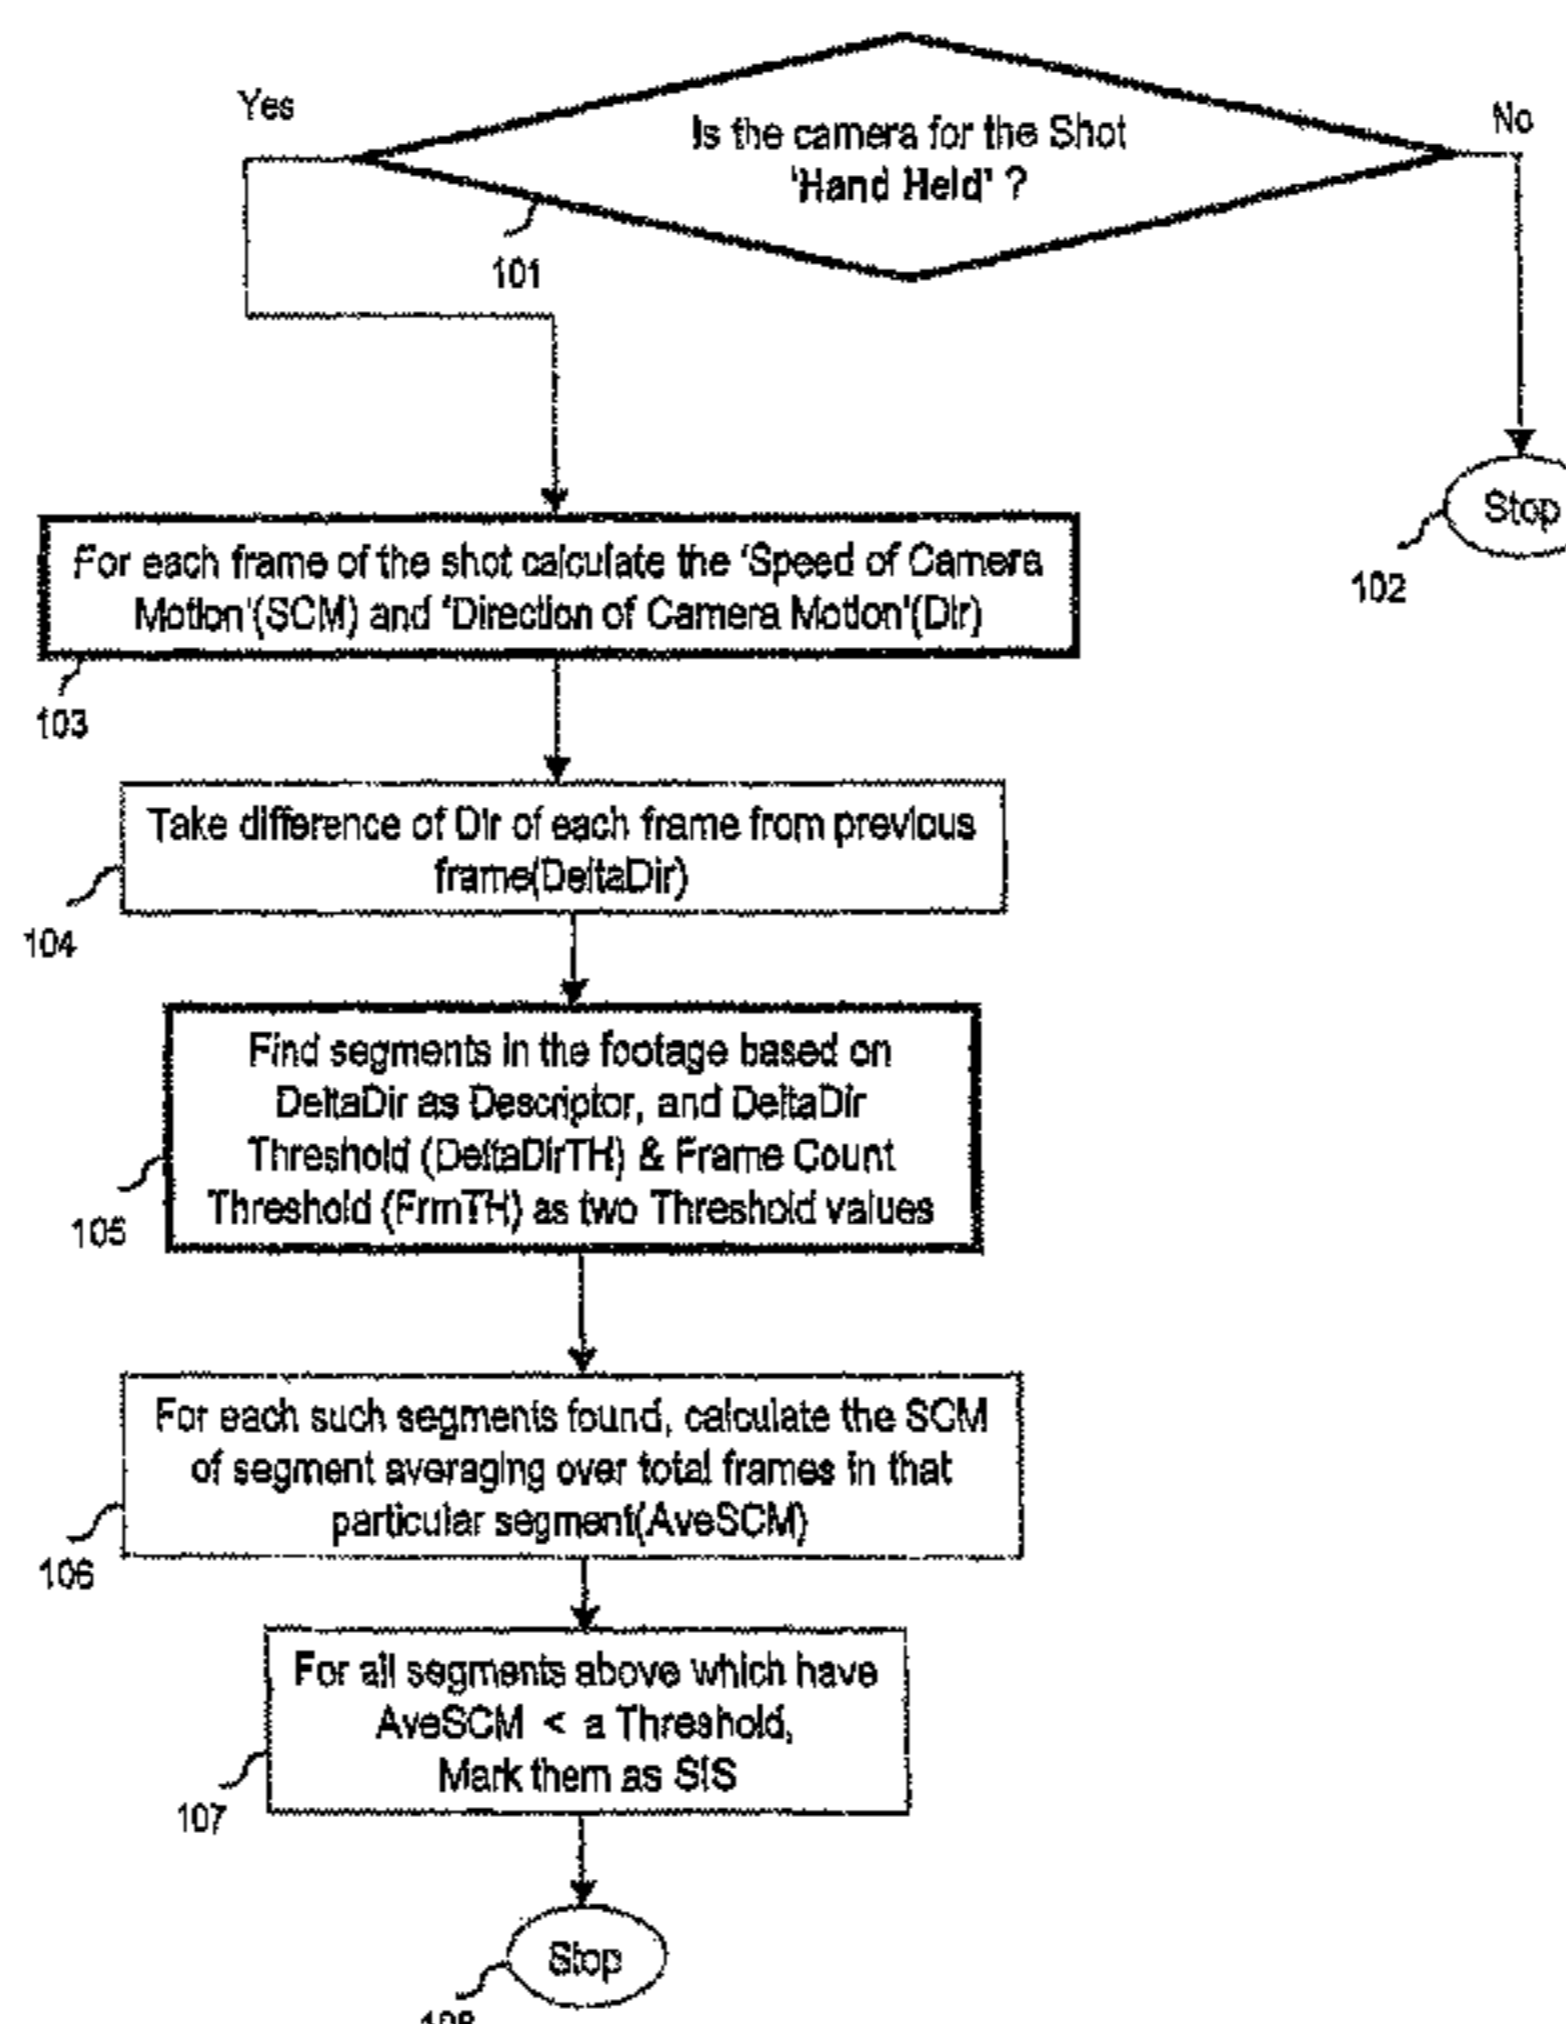 Yes
No
Is the camera for the Shot
'Hand Held' ?
101
Stop
102
For each frame of the shot calculate the 'Speed of Camera
Motion'(SCM) and 'Direction of Camera Motion'(Dir)
103
Take difference of Dir of each frame from previous
frame(DeltaDir)
104
Find segments in the footage based on
DeltaDir as Descriptor, and DeltaDir
Threshold (DeltaDirTH) & Frame Count
Threshold (FrmTH) as two Threshold values
105
For each such segments found, calculate the SCM
of segment averaging over total frames in that
particular segment(AveSCM)
106
For all segments above which have
AveSCM < a Threshold,
Mark them as SIS
107
Stop
108